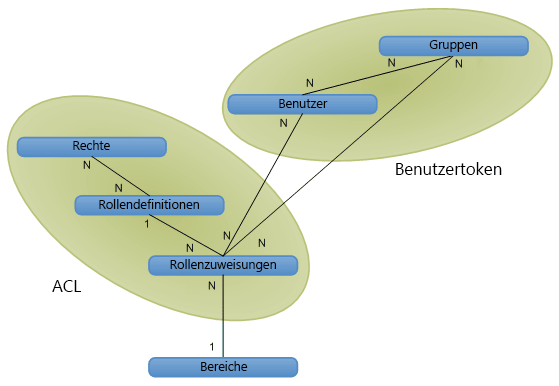 Gruppen
N
N
N
Benutzer
N
Benutzertoken
Rechte
N
N
Rollendefinitionen
1
N
N
N
Rollenzuweisungen
N
ACL
1
Bereiche